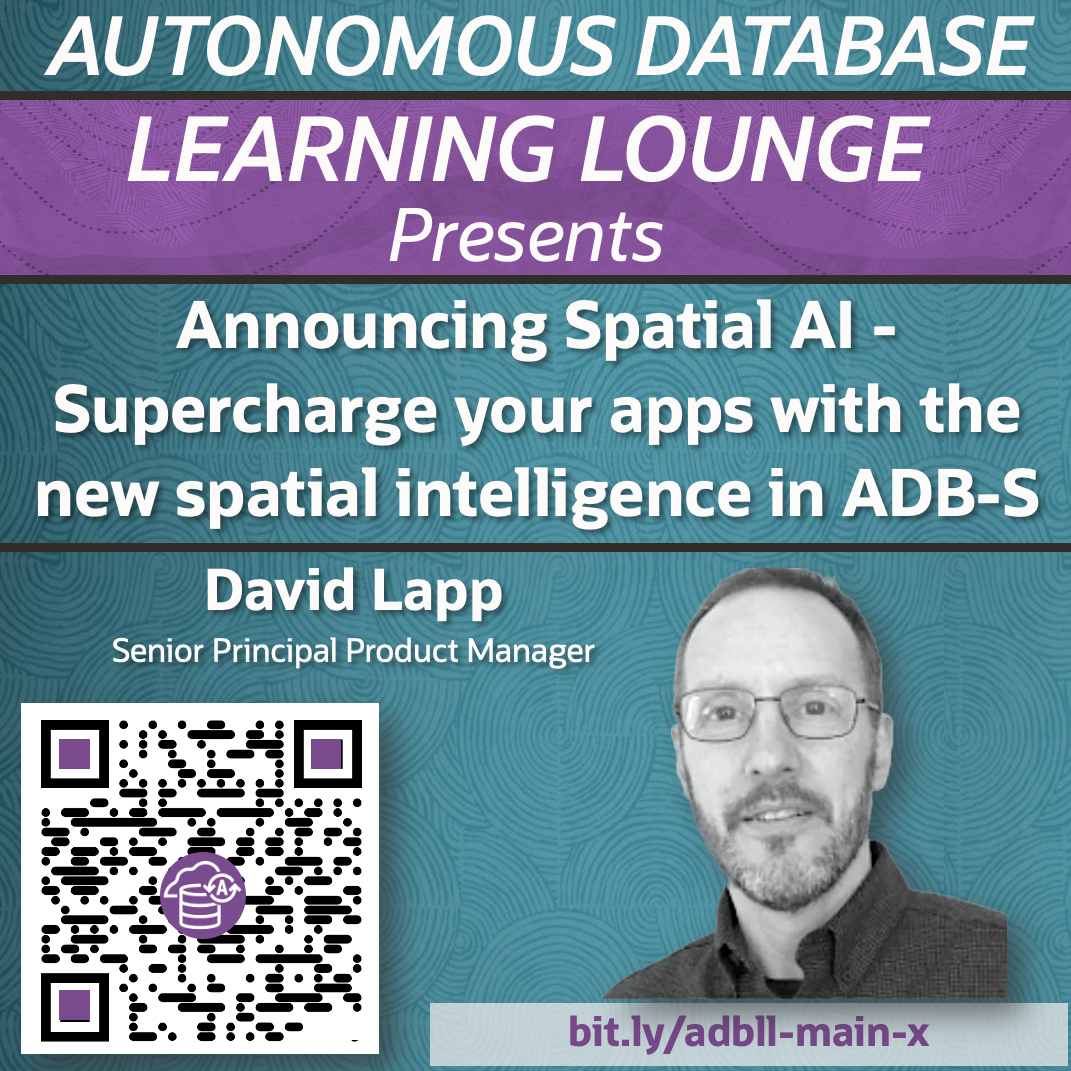 AUTONOMOUS DATABASE
LEARNING LOUNGE
Presents
Announcing Spatial AI -
Supercharge your apps with the
new spatial intelligence in ADB-S
David Lapp
Senior Principal Product Manager
A
bit.ly/adbll-main-x